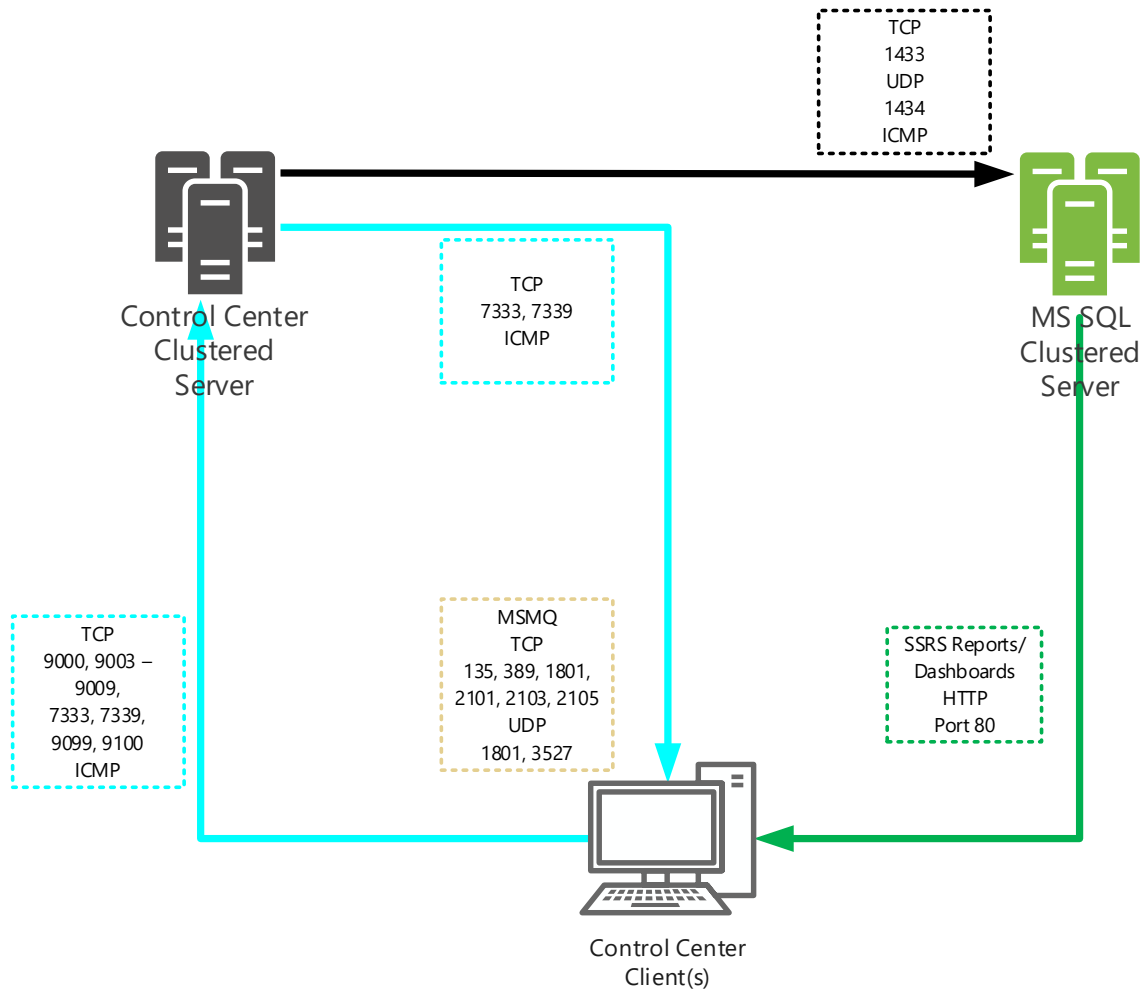 TCP
1433
UDP
1434
ICMP
Control Center
Clustered
Server
TCP
7333, 7339
ICMP
MS SQL
Clustered
Server
TCP
9000, 9003 –
9009,
7333, 7339,
9099, 9100
ICMP
MSMQ
TCP
135, 389, 1801,
2101, 2103, 2105
UDP
1801, 3527
SSRS Reports/
Dashboards
HTTP
Port 80
Control Center
Client(s)